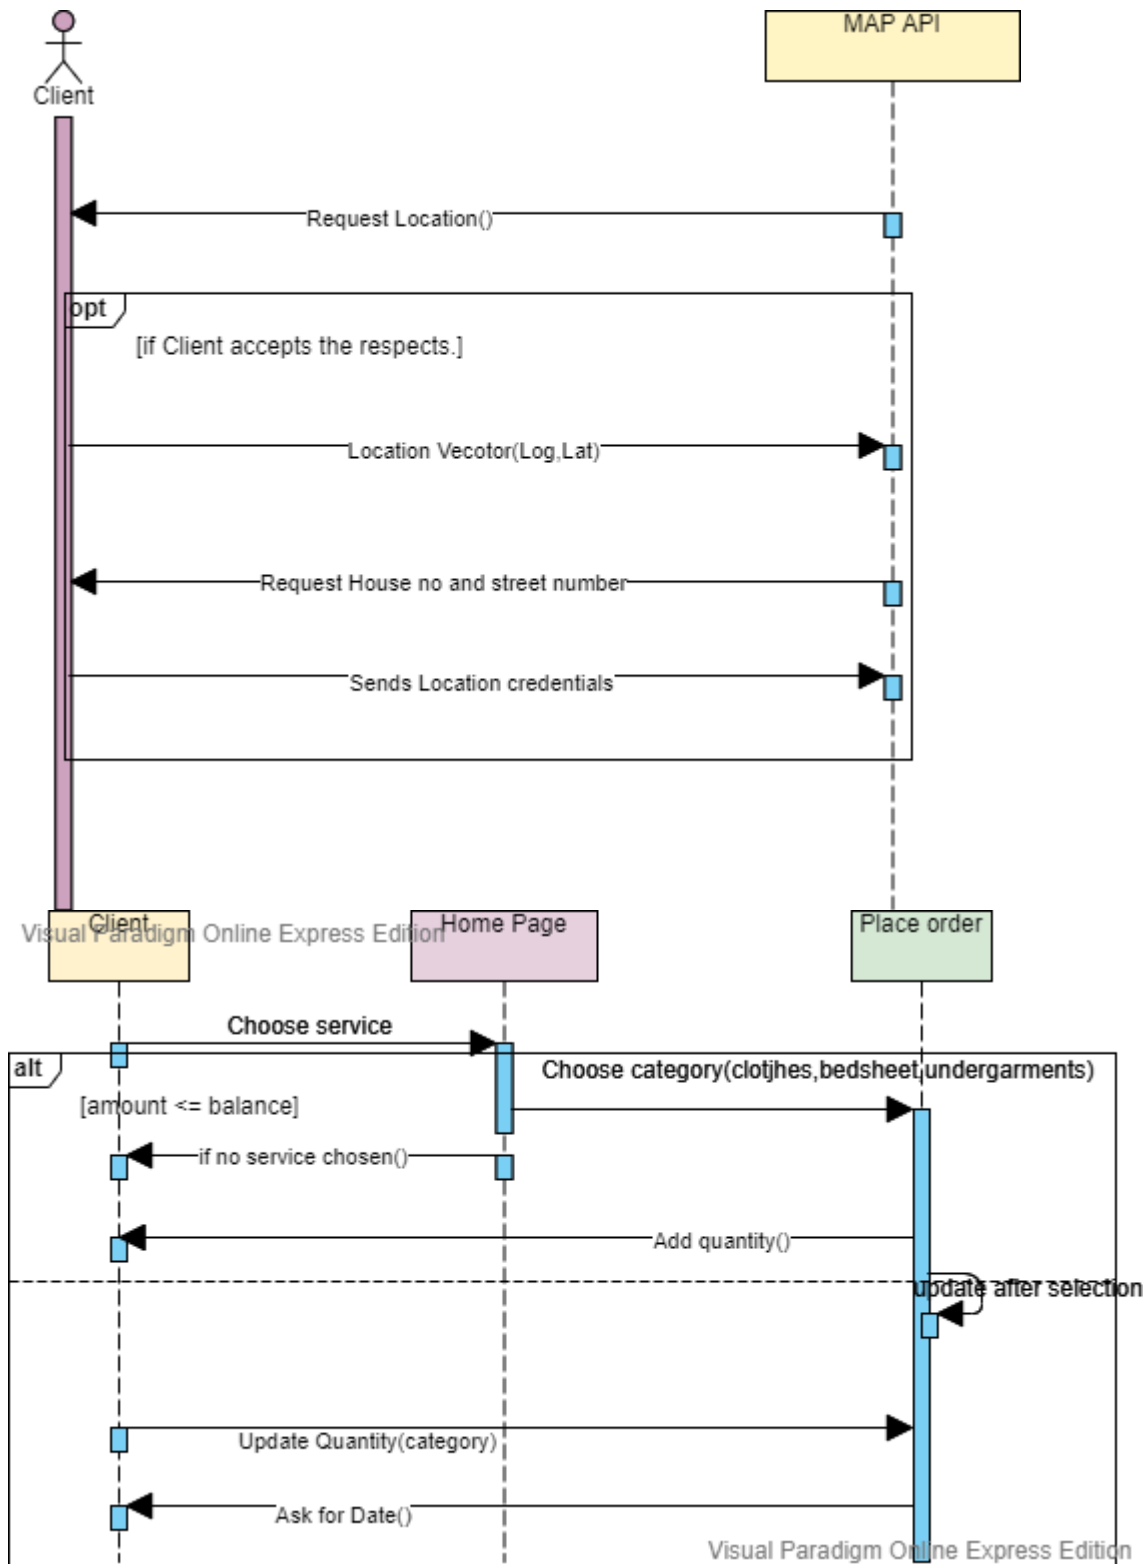 MAP API
Client
Request Location()
opt
[if Client accepts the respects.]
Location Vecotor(Log,Lat)
Request House no and street number
Sends Location credentials
Client
Home Page
Place order
Visual Paradigm Online Express Edition
Choose service
alt
Choose category(clotjhes,bedsheet,undergarments)
[amount <= balance]
if no service chosen()
Add quantity()
update after selection
Update Quantity(category)
Ask for Date()
Visual Paradigm Online Express Edition